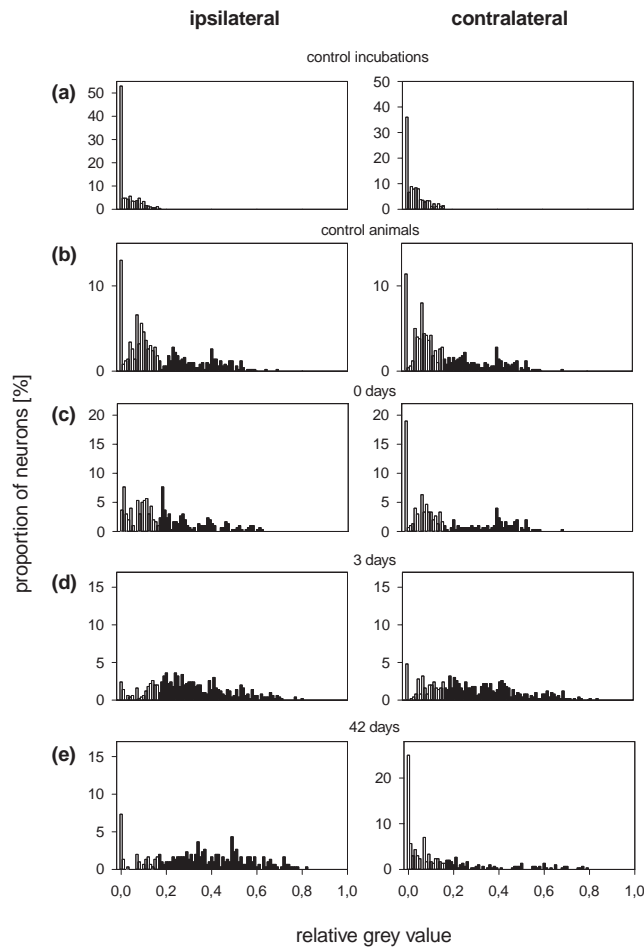 ipsilateral contralateral
control incubations
(a)
50 50
40 40
30 30
20 20
10 10
0 0
control animals
(b)
10 10
0 0
0 days
(c)
20 20
15 15
10 10
5 5
0 0
3 days
(d)
15 15
10 10
5 5
0 0
42 days
(e)
15 20
10 10
5 0
0
0,0 0,2 0,4 0,6 0,8 1,0 0,0 0,2 0,4 0,6 0,8 1,0
relative grey value
proportion of neurons [%]